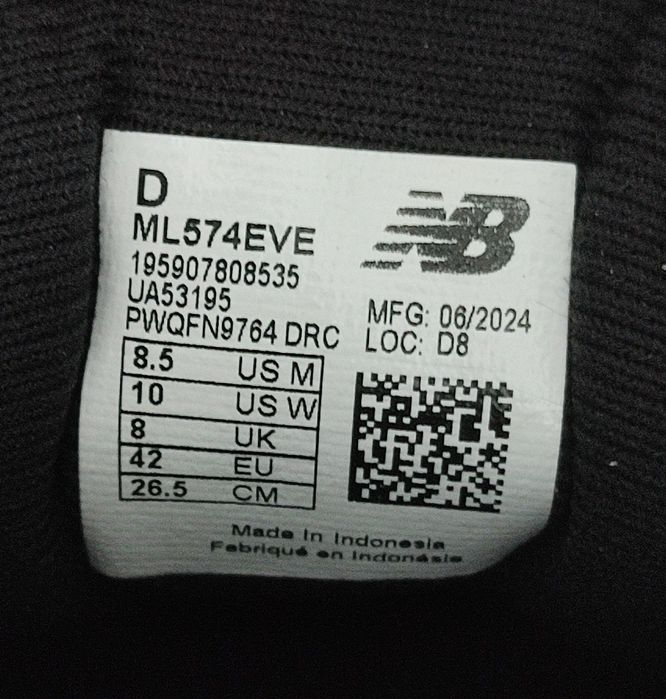 D
ML574EVE
195907808535
UA53195
PWQFN9764 DRC
NB
MFG: 06/2024
LOC: D8
8.5 US M
10 US W
8 UK
42 EU
26.5 CM
Made in Indonesia
Fabriqué en Indonésie